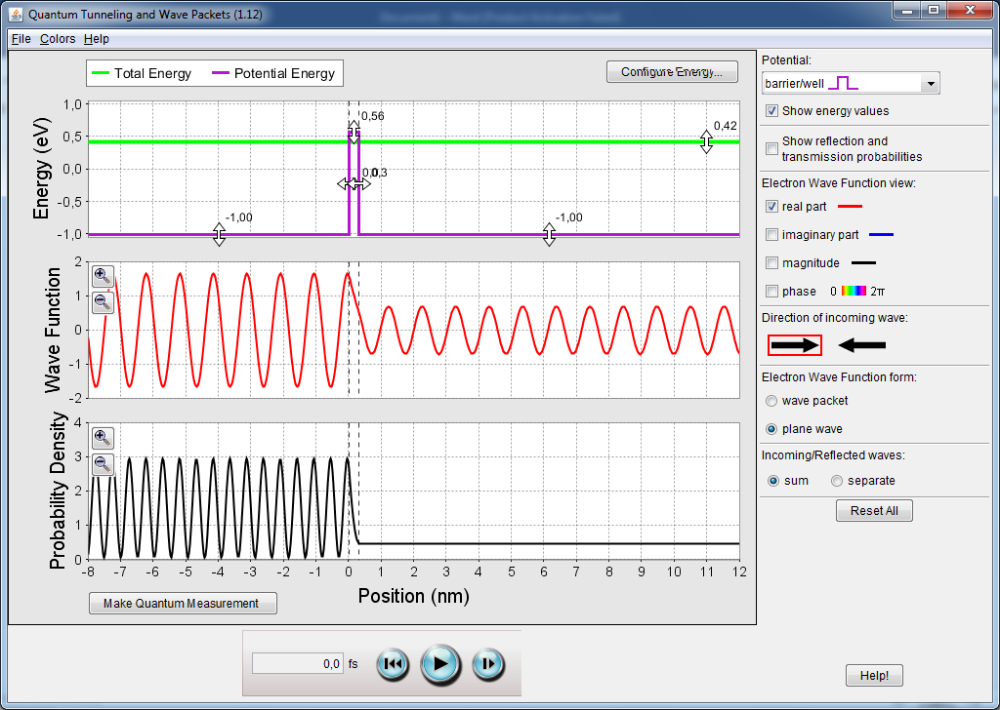 Quantum Tunneling and Wave Packets (1.12)
File Colors Help
Total Energy Potential Energy
Configure Energy...
Energy (eV)
1,0
0,5
0,0
-0,5
-1,0
0,56
0,42
0,0
0,3
-1,00
-1,00
Wave Function
2
1
0
-1
-2
Probability Density
4
3
2
1
0
-8 -7 -6 -5 -4 -3 -2 -1 0 1 2 3 4 5 6 7 8 9 10 11 12
Position (nm)
Make Quantum Measurement
0,0 fs
Potential:
barrier/well
Show energy values
Show reflection and
transmission probabilities
Electron Wave Function view:
real part
imaginary part
magnitude
phase 0 2π
Direction of incoming wave:
Electron Wave Function form:
wave packet
plane wave
Incoming/Reflected waves:
sum separate
Reset All
Help!